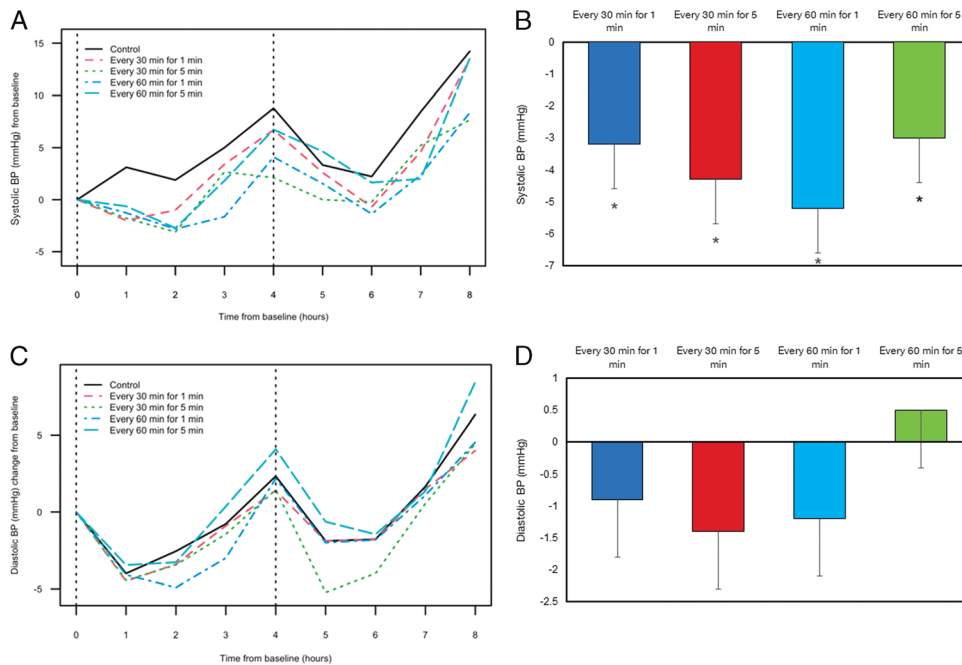 A
Systolic BP (mmHg) from baseline
15
10
5
0
-5
Control
Every 30 min for 1 min
Every 30 min for 5 min
Every 60 min for 1 min
Every 60 min for 5 min
0 1 2 3 4 5 6 7 8
Time from baseline (hours)
B
Every 30 min for 1 min
Every 30 min for 5 min
Every 60 min for 1 min
Every 60 min for 5 min
Systolic BP (mmHg)
0
-1
-2
-3
-4
-5
-6
-7
* * * *
C
Diastolic BP (mmHg) change from baseline
5
0
-5
Control
Every 30 min for 1 min
Every 30 min for 5 min
Every 60 min for 1 min
Every 60 min for 5 min
0 1 2 3 4 5 6 7 8
Time from baseline (hours)
D
Every 30 min for 1 min
Every 30 min for 5 min
Every 60 min for 1 min
Every 60 min for 5 min
Diastolic BP (mmHg)
1
0.5
0
-0.5
-1
-1.5
-2
-2.5